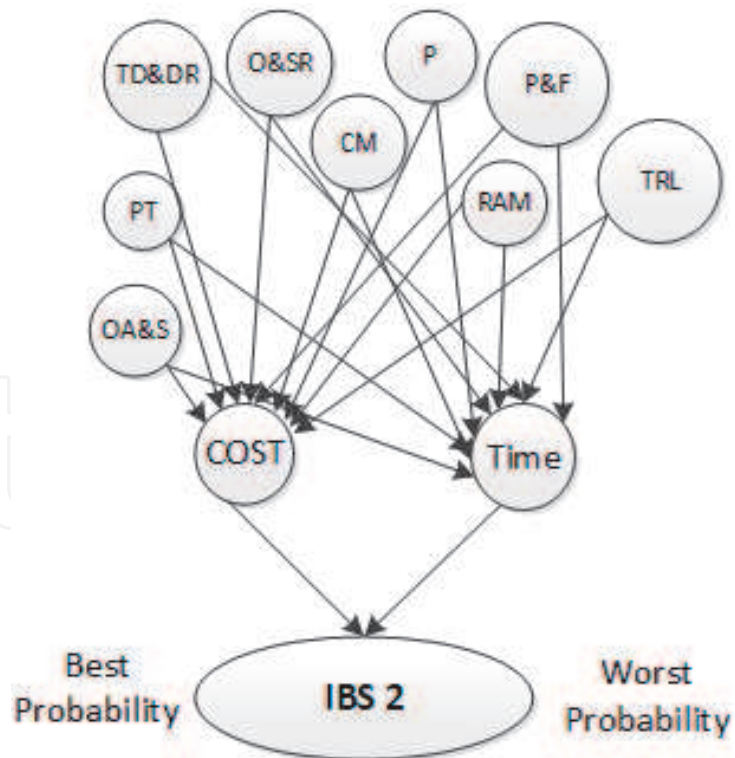 TD&DR
O&SR
P
P&F
CM
TRL
PT
RAM
OA&S
COST
Time
Best
Probability
IBS 2
Worst
Probability